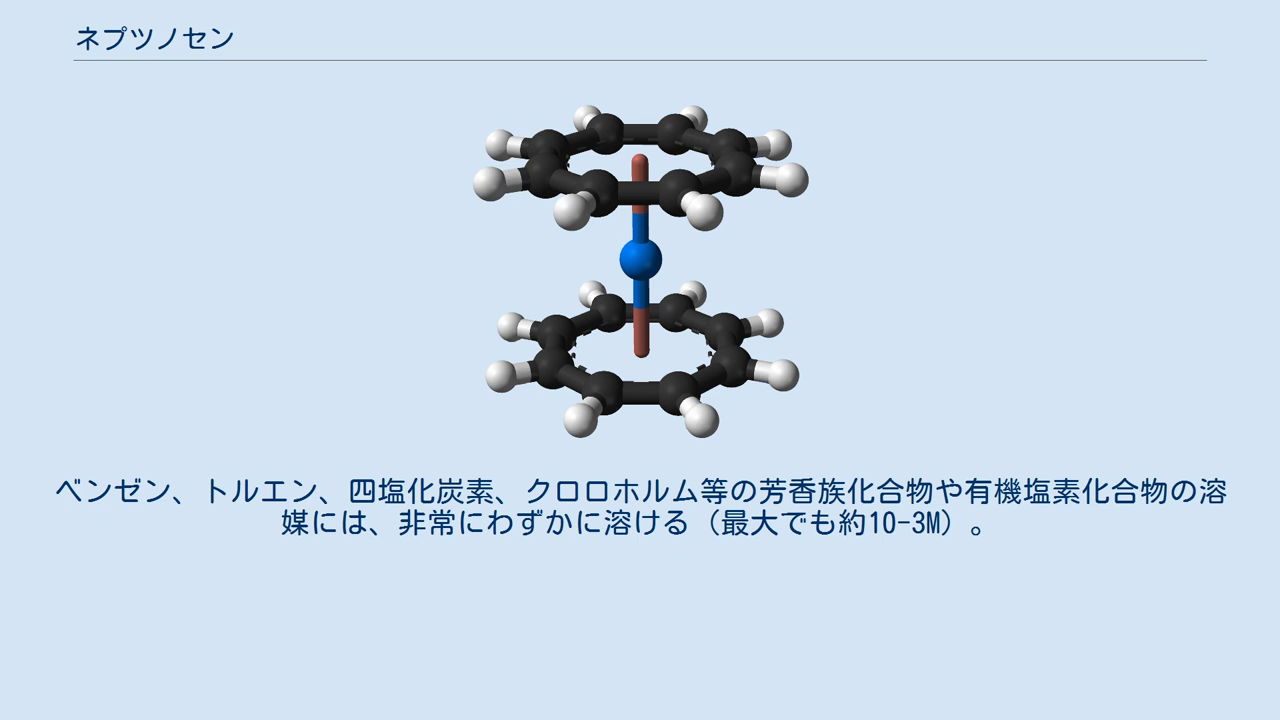 ネプツノセン
ベンゼン、トルエン、四塩化炭素、クロロホルム等の芳香族化合物や有機塩素化合物の溶
媒には、非常にわずかに溶ける（最大でも約10-3M）。